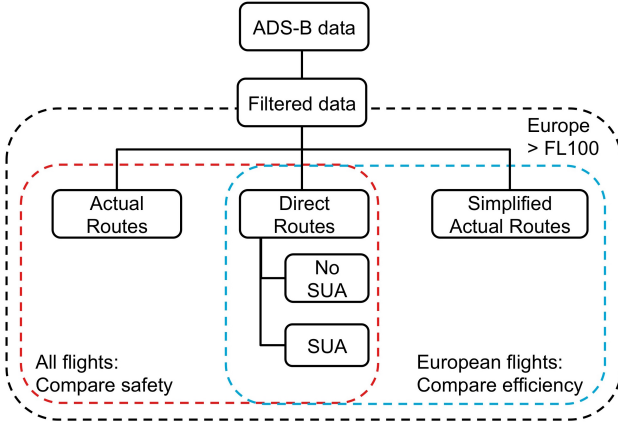 ADS-B data
Filtered data
Europe
> FL100
Actual
Routes
Direct
Routes
Simplified
Actual Routes
No
SUA
SUA
All flights:
Compare safety
European flights:
Compare efficiency